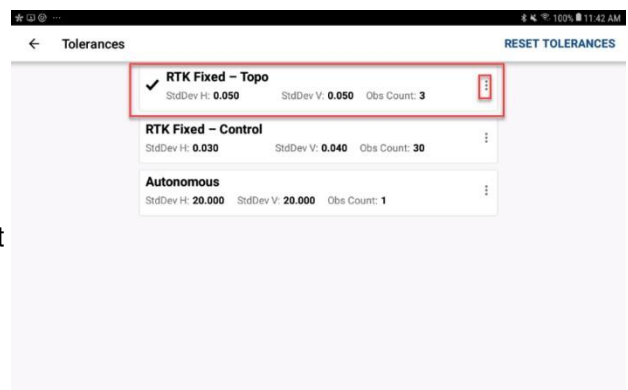 100% 11:42 AM
Tolerances RESET TOLERANCES
RTK Fixed – Topo
StdDev H: 0.050 StdDev V: 0.050 Obs Count: 3
RTK Fixed – Control
StdDev H: 0.030 StdDev V: 0.040 Obs Count: 30
Autonomous
StdDev H: 20.000 StdDev V: 20.000 Obs Count: 1
t